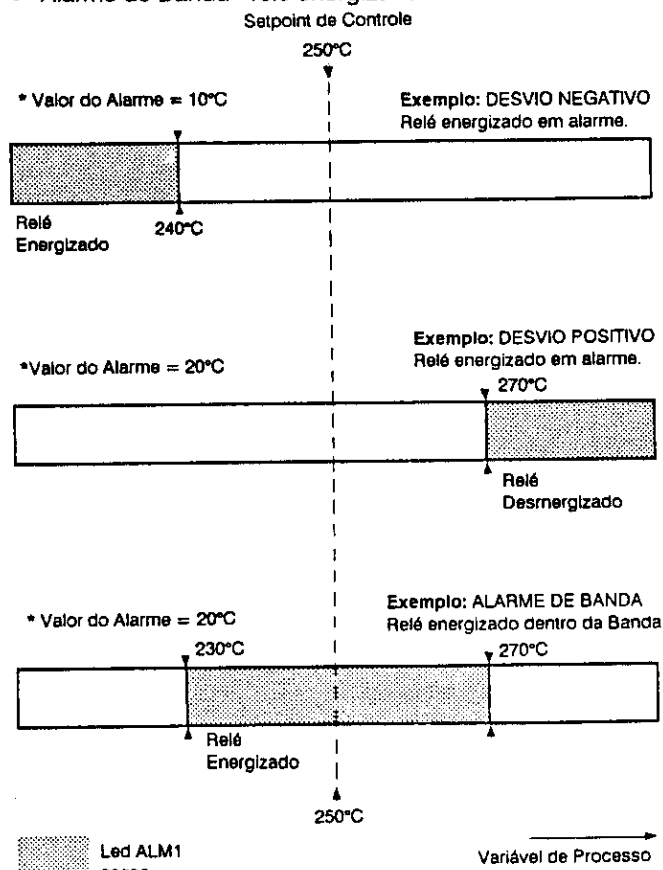 Setpoint de Controle
250°C
* Valor do Alarme = 10°C
Exemplo: DESVIO NEGATIVO
Relé energizado em alarme.
Relé
Energizado
240°C
*Valor do Alarme = 20°C
Exemplo: DESVIO POSITIVO
Relé energizado em alarme.
270°C
Relé
Desmergizado
* Valor do Alarme = 20°C
Exemplo: ALARME DE BANDA
Relé energizado dentro da Banda
230°C
270°C
Relé
Energizado
250°C
Led ALM1
Variável de Processo